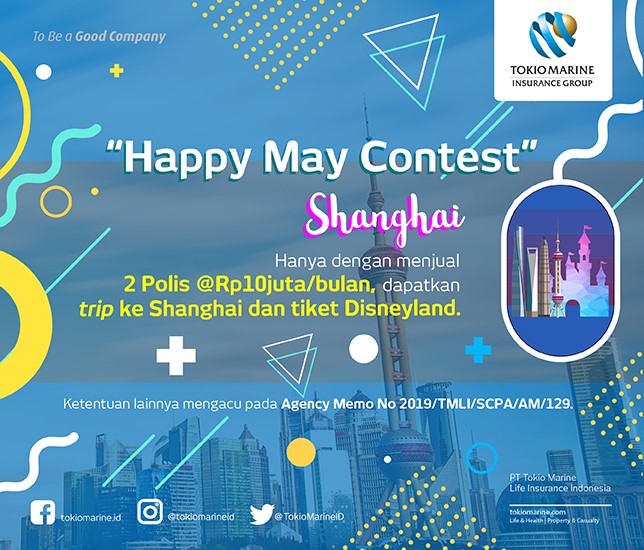 To Be a Good Company
TOKIO MARINE
INSURANCE GROUP
"Happy May Contest"
Shanghai
Hanya dengan menjual
2 Polis @Rp10juta/bulan, dapatkan
trip ke Shanghai dan tiket Disneyland.
Ketentuan lainnya mengacu pada Agency Memo No 2019/TMLI/SCPA/AM/129.
PT Tokio Marine
Life Insurance Indonesia
tokiomarine.com
Life & Health | Property & Casualty
tokiomarine.id
@tokiomarineid
@TokioMarineID